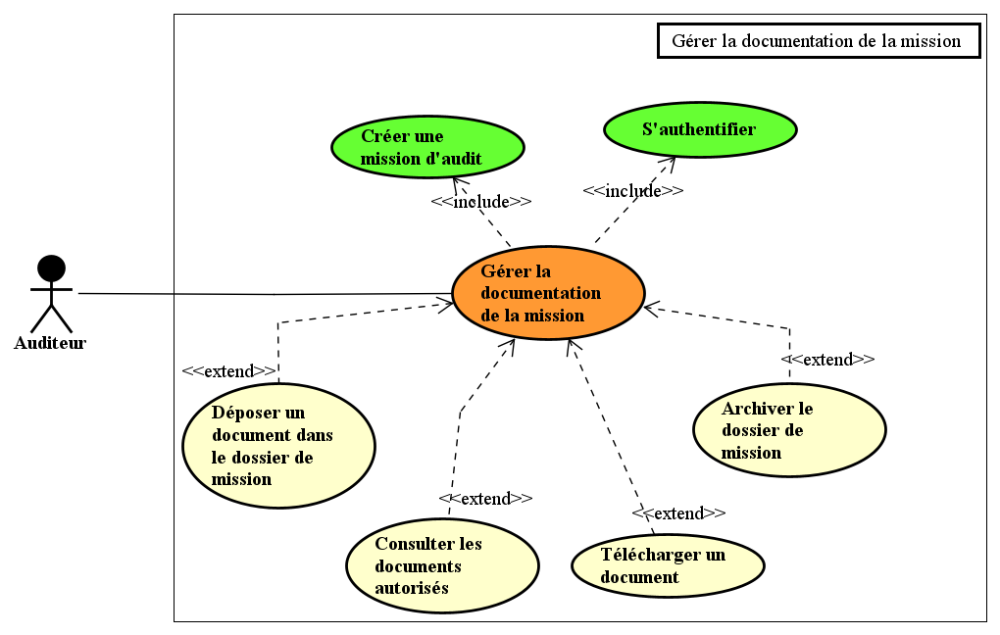 Gérer la documentation de la mission
Créer une
mission d'audit
S'authentifier
<<include>>
<<include>>
Gérer la
documentation
de la mission
Auditeur
<<extend>>
<<extend>>
Déposer un
document dans
le dossier de
mission
Archiver le
dossier de
mission
<<extend>>
<<extend>>
Consulter les
documents
autorisés
Télécharger un
document